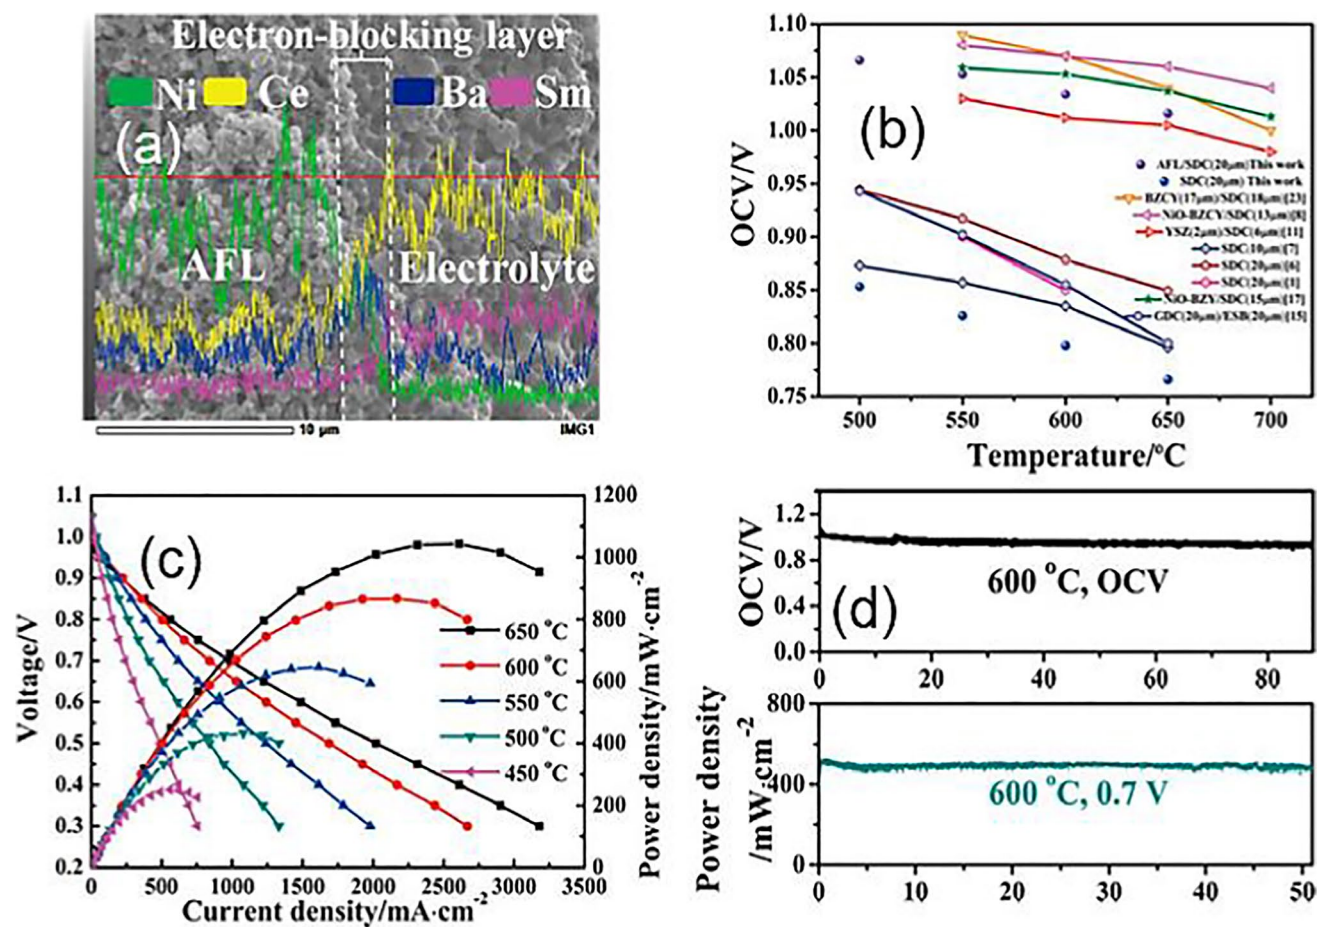 Electron-blocking layer
Ni Ce Ba Sm
(a)
AFL Electrolyte
10 μm IMG1
1.10
1.05
1.00
0.95
0.90
0.85
0.80
0.75
OCV/V
(b)
AFL/SDC(20μm)This work
SDC(20μm) This work
BZCY(17μm)/SDC(18μm)[23]
NiO-BZCY/SDC(13μm)[8]
YSZ(2μm)/SDC(6μm)[11]
SDC(10μm)[7]
SDC(20μm)[6]
SDC(20μm)[1]
NiO-BZY/SDC(15μm)[17]
GDC(20μm)/ESB(20μm)[15]
500 550 600 650 700
Temperature/ºC
1.1
1.0
0.9
0.8
0.7
0.6
0.5
0.4
0.3
0.2
Voltage/V
(c)
650 °C
600 °C
550 °C
500 °C
450 °C
1200
1000
800
600
400
200
0
Power density/mW·cm-2
0 500 1000 1500 2000 2500 3000 3500
Current density/mA·cm-2
1.2
0.8
0.4
0.0
OCV/V
600 °C, OCV
(d)
0 20 40 60 80
800
400
0
Power density
/mW.cm-2
600 °C, 0.7 V
0 10 20 30 40 50